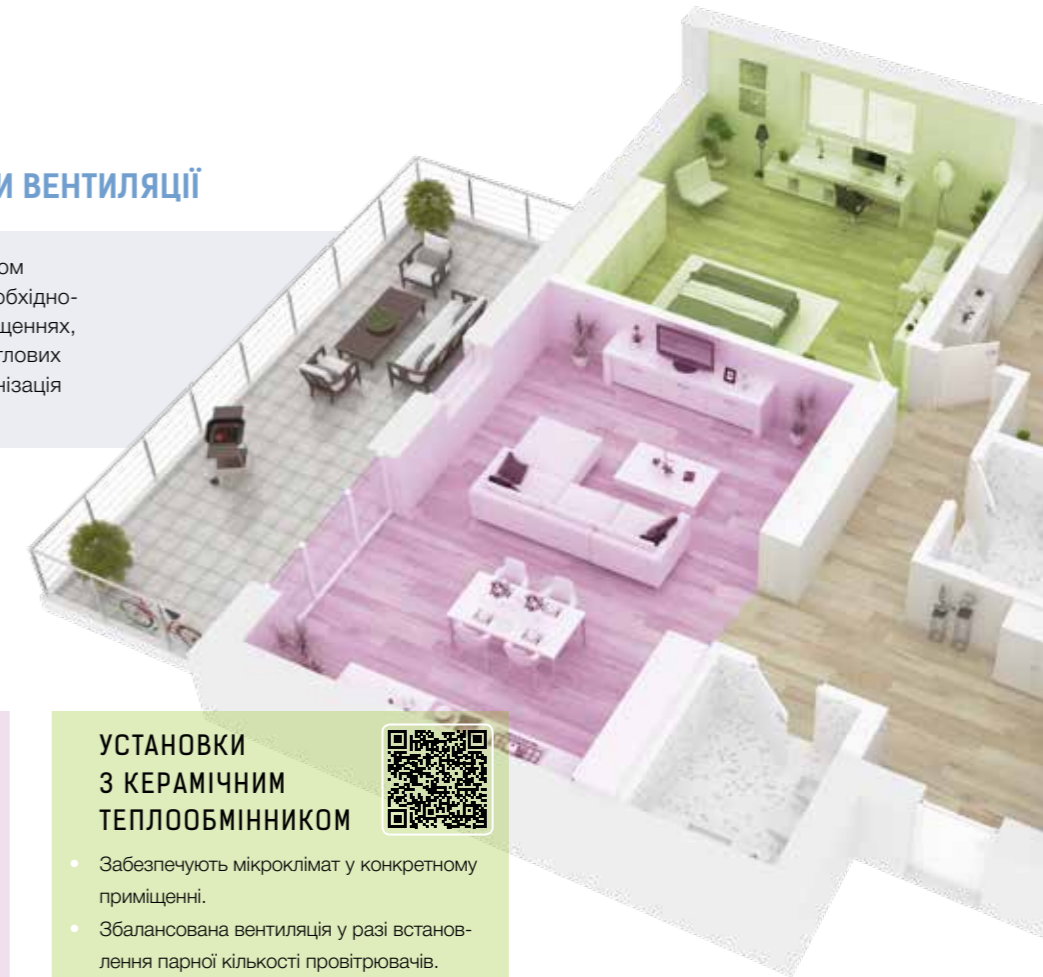 И ВЕНТИЛЯЦІЇ
ом
обхідно-
щеннях,
тлових
нізація
УСТАНОВКИ
З КЕРАМІЧНИМ
ТЕПЛООБМІННИКОМ
Забезпечують мікроклімат у конкретному
приміщенні.
Збалансована вентиляція у разі встанов-
лення парної кількості провітрювачів.